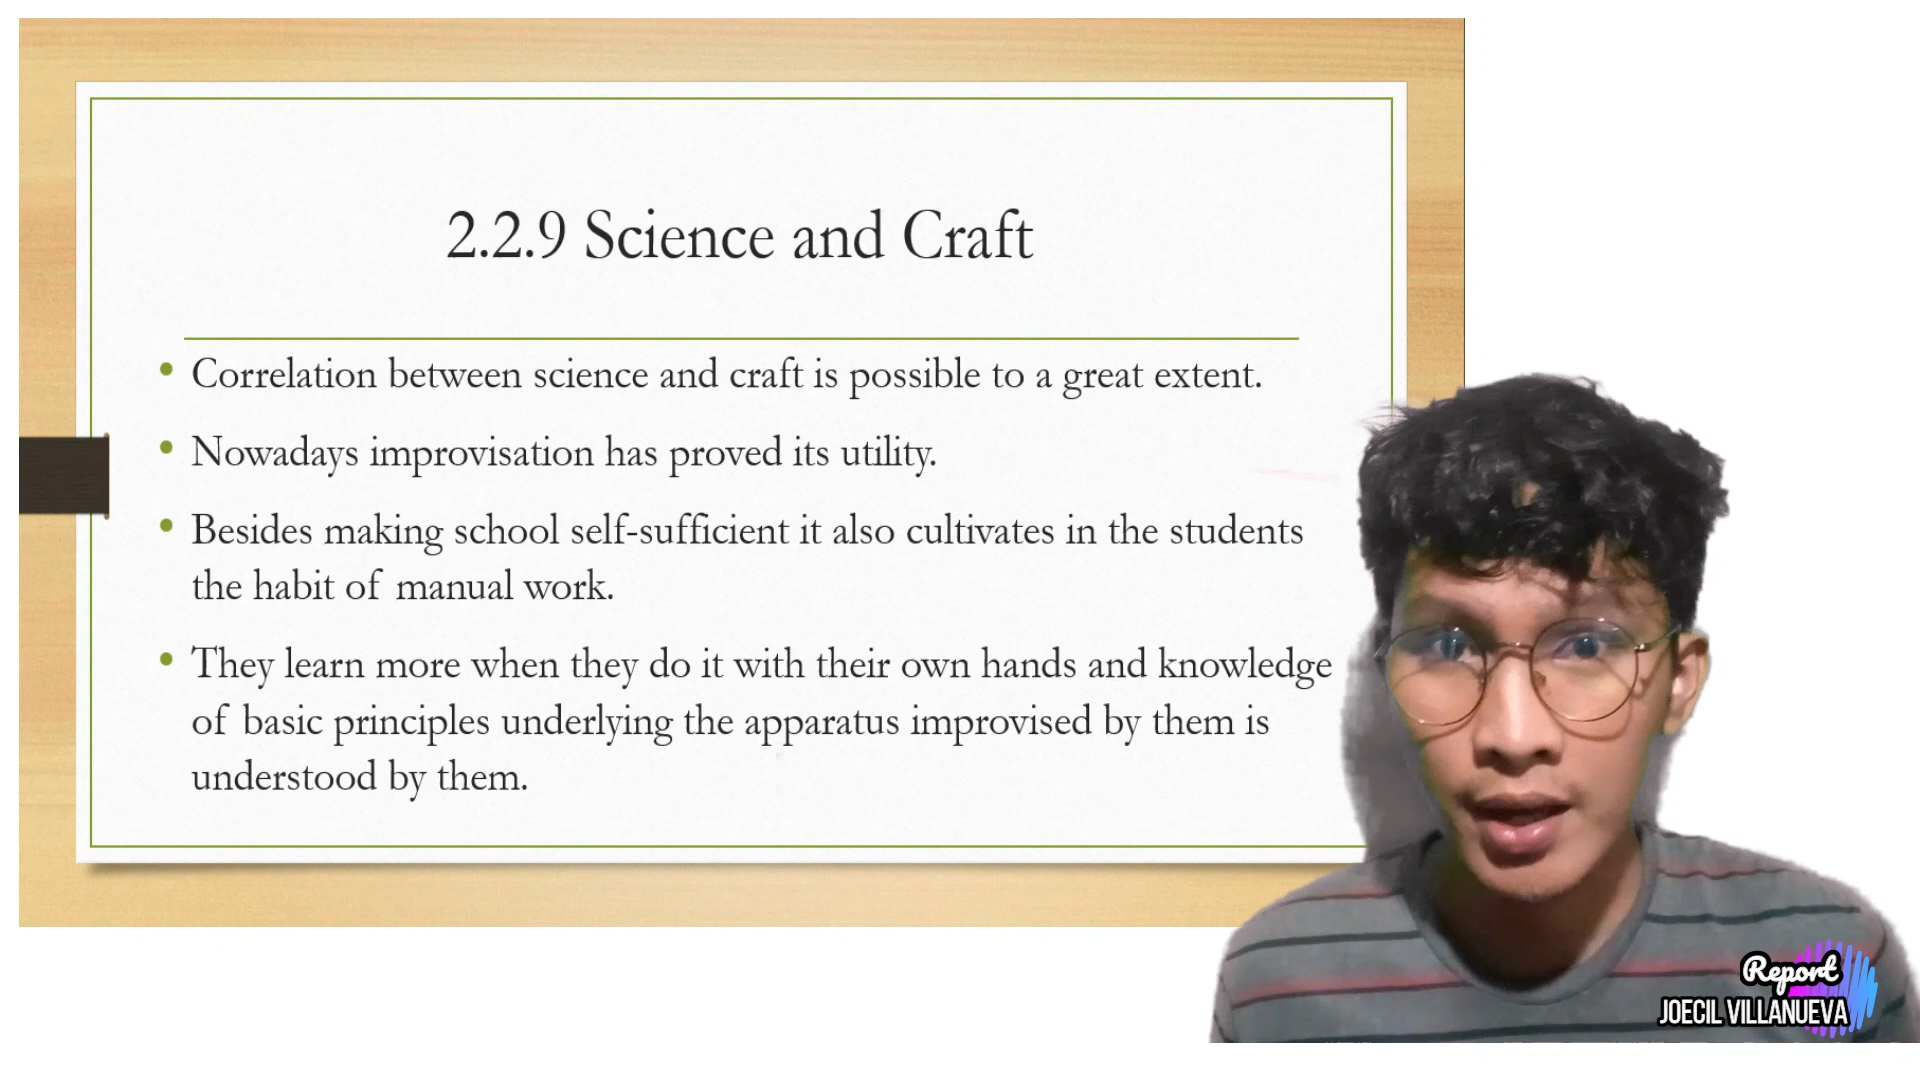 2.2.9 Science and Craft
• Correlation between science and craft is possible to a great extent.
• Nowadays improvisation has proved its utility.
• Besides making school self-sufficient it also cultivates in the students
the habit of manual work.
• They learn more when they do it with their own hands and knowledge
of basic principles underlying the apparatus improvised by them is
understood by them.
Report
JOECIL VILLANUEVA